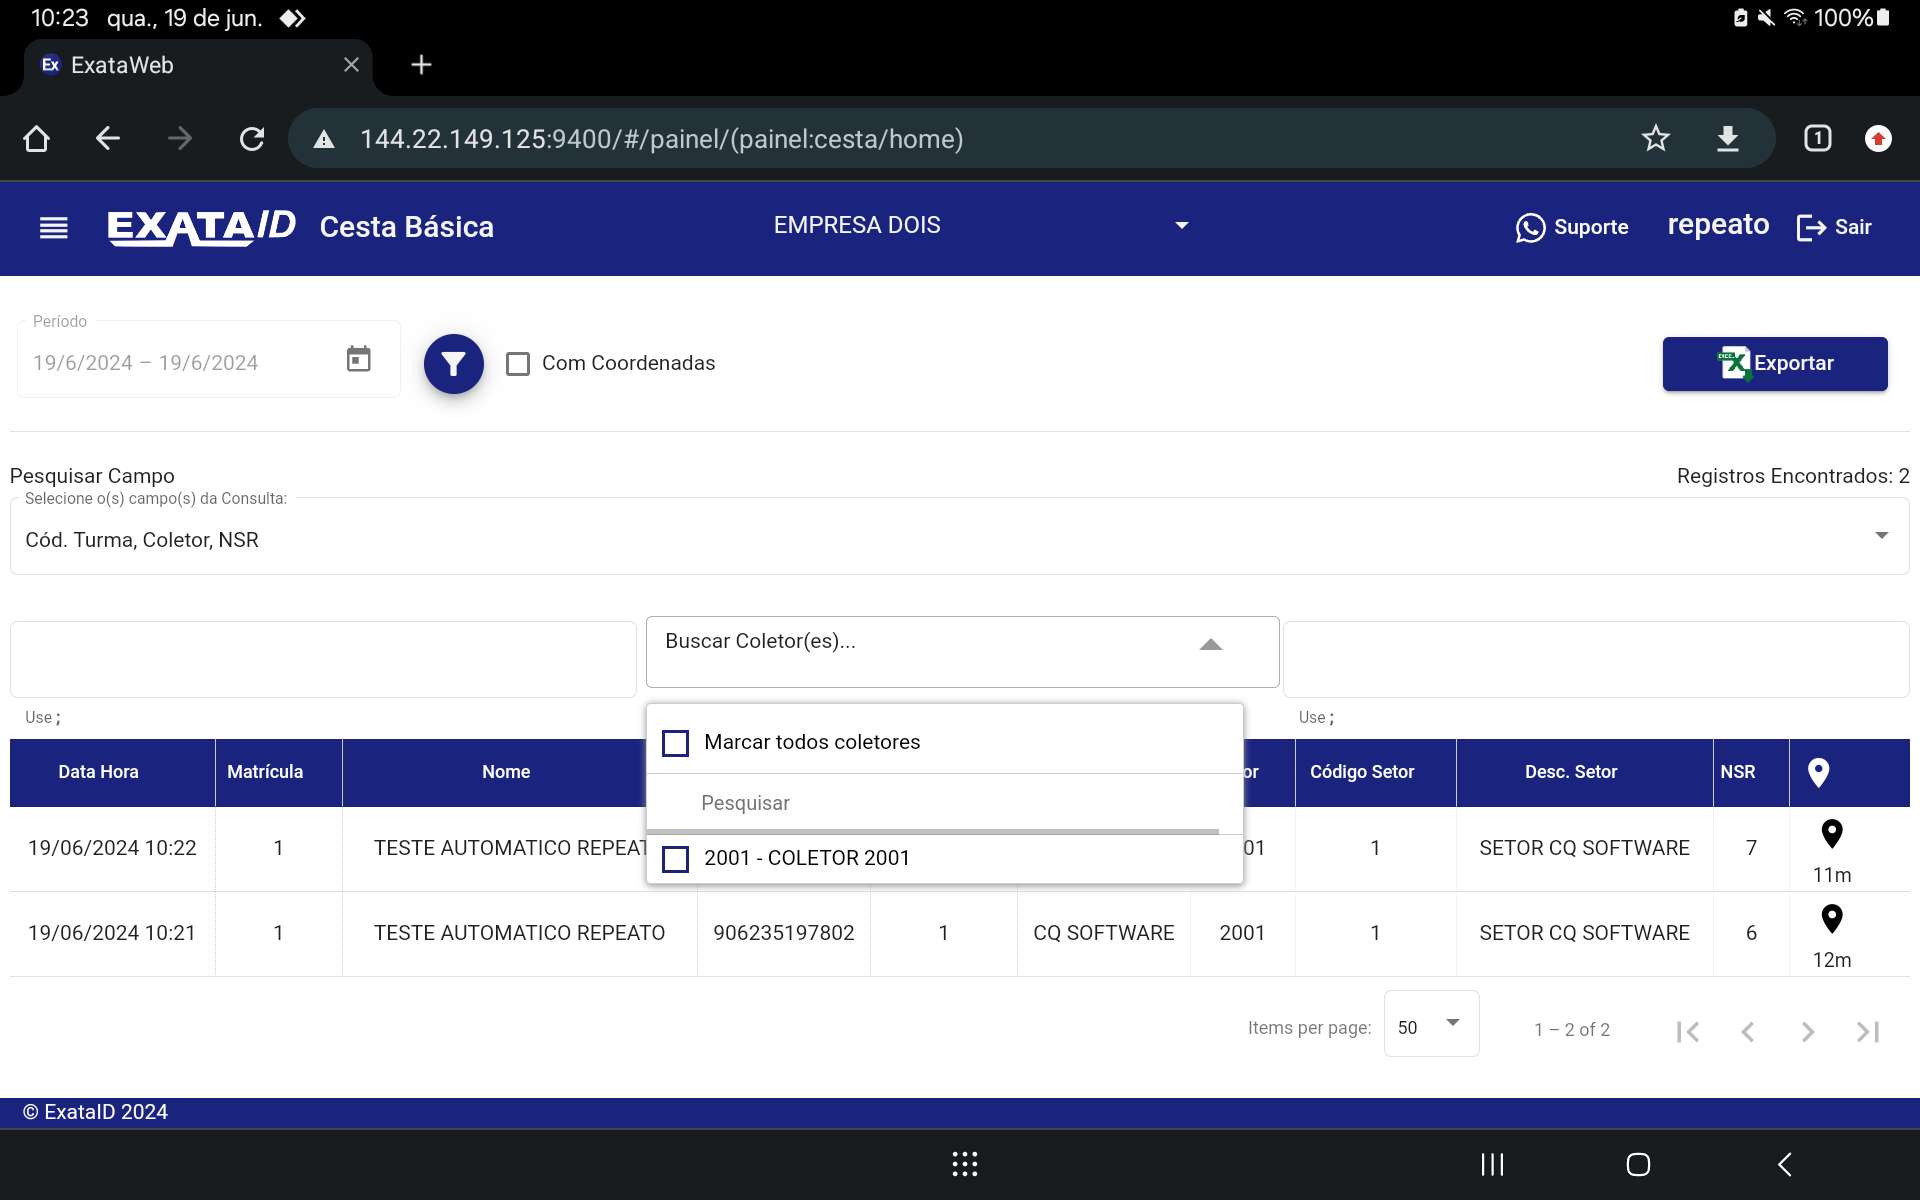 10:23 qua., 19 de jun. 100%
Ex ExataWeb
144.22.149.125:9400/#/painel/(painel:cesta/home)
1
EXATA ID Cesta Básica EMPRESA DOIS Suporte repeato Sair
Período
19/6/2024 – 19/6/2024
Com Coordenadas
Exportar
Pesquisar Campo Registros Encontrados: 2
Selecione o(s) campo(s) da Consulta:
Cód. Turma, Coletor, NSR
Buscar Coletor(es)...
Use ; Use ;
Marcar todos coletores
Pesquisar
2001 - COLETOR 2001
Data Hora Matrícula Nome or Código Setor Desc. Setor NSR
19/06/2024 10:22 1 TESTE AUTOMATICO REPEAT 01 1 SETOR CQ SOFTWARE 7
11m
19/06/2024 10:21 1 TESTE AUTOMATICO REPEATO 906235197802 1 CQ SOFTWARE 2001 1 SETOR CQ SOFTWARE 6
12m
Items per page: 50 1 – 2 of 2
© ExataID 2024